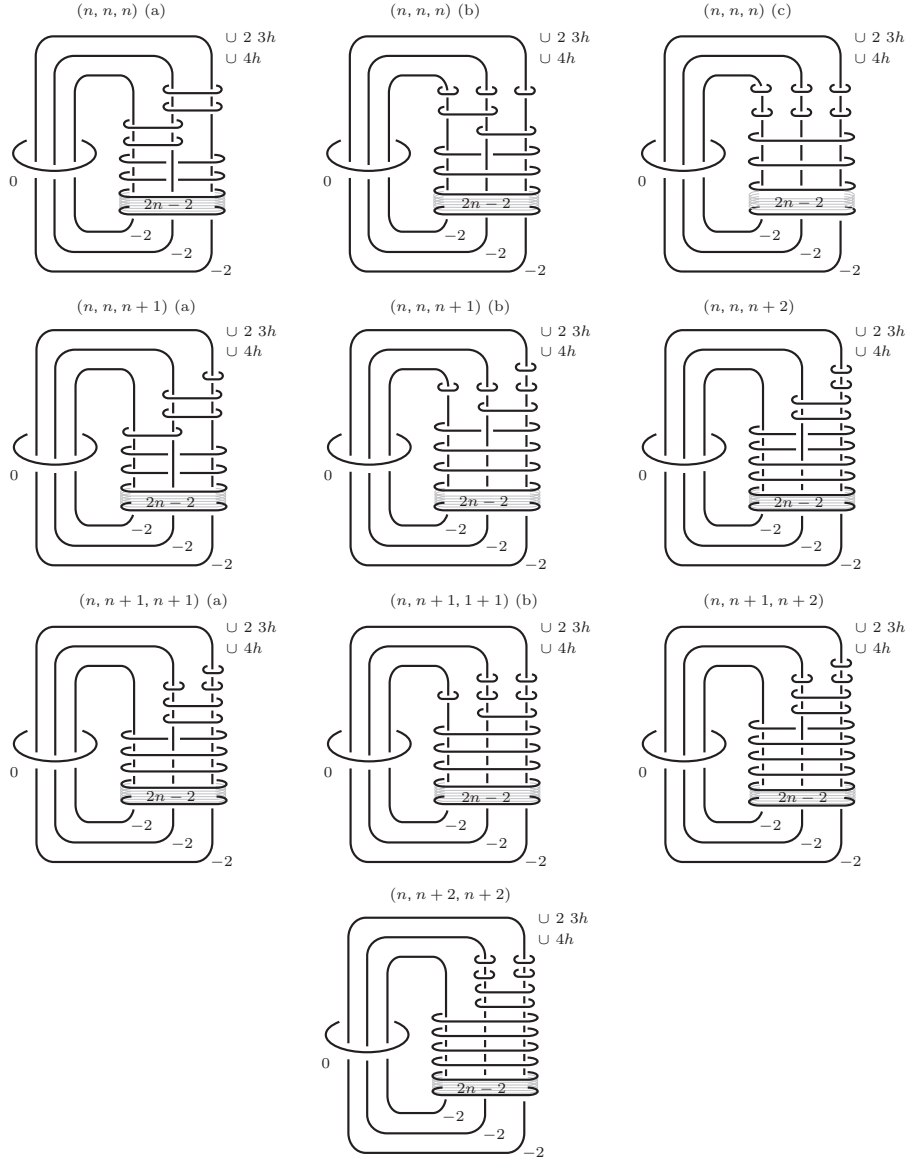 (n, n, n) (a)
∪ 2 3h
∪ 4h
0
2n − 2
−2
−2
−2
(n, n, n) (b)
∪ 2 3h
∪ 4h
0
2n − 2
−2
−2
−2
(n, n, n) (c)
∪ 2 3h
∪ 4h
0
2n − 2
−2
−2
−2
(n, n, n + 1) (a)
∪ 2 3h
∪ 4h
0
2n − 2
−2
−2
−2
(n, n, n + 1) (b)
∪ 2 3h
∪ 4h
0
2n − 2
−2
−2
−2
(n, n, n + 2)
∪ 2 3h
∪ 4h
0
2n − 2
−2
−2
−2
(n, n + 1, n + 1) (a)
∪ 2 3h
∪ 4h
0
2n − 2
−2
−2
−2
(n, n + 1, 1 + 1) (b)
∪ 2 3h
∪ 4h
0
2n − 2
−2
−2
−2
(n, n + 1, n + 2)
∪ 2 3h
∪ 4h
0
2n − 2
−2
−2
−2
(n, n + 2, n + 2)
∪ 2 3h
∪ 4h
0
2n − 2
−2
−2
−2